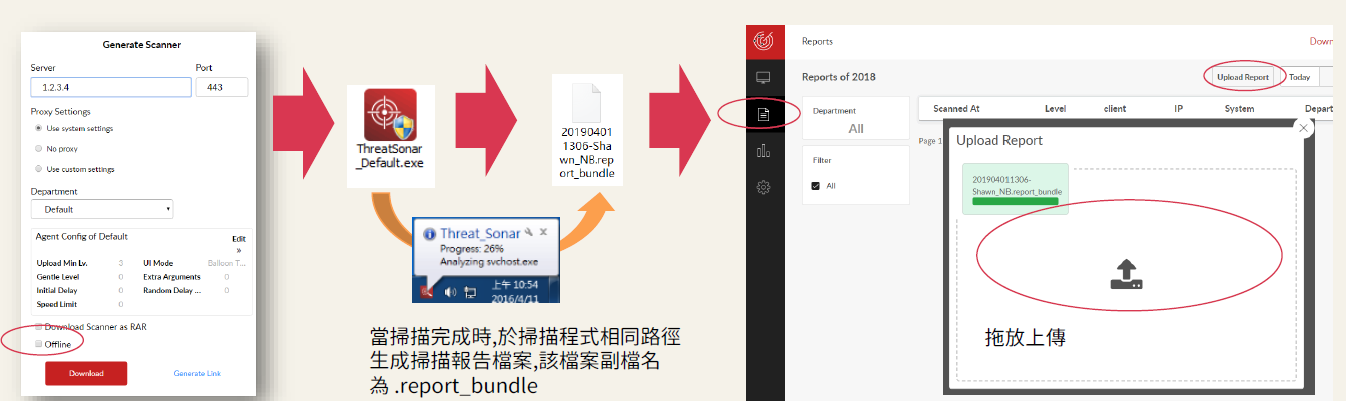 Generate Scanner
Server
Port
1.2.3.4
443
Proxy Settiongs
Use system settings
No proxy
Use custom settings
Department
Default
Agent Config of Default
Edit
»
Upload Min Lv. 3 UI Mode Balloon T...
Gentle Level 0 Extra Arguments 0
Initial Delay 0 Random Delay ... 0
Speed Limit 0
Download Scanner as RAR
Offline
Download
Generate Link
ThreatSonar
_Default.exe
20190401
1306-Sha
wn_NB.rep
ort_bundle
Threat_Sonar
Progress: 26%
Analyzing svchost.exe
上午 10:54
2016/4/11
當掃描完成時,於掃描程式相同路徑
生成掃描報告檔案,該檔案副檔名
為 .report_bundle
Reports
Down
Reports of 2018
Upload Report
Today
Department
All
Filter
All
Scanned At Level client IP System Depart
Page 1
Upload Report
201904011306-
Shawn_NB.report_bundle
拖放上傳